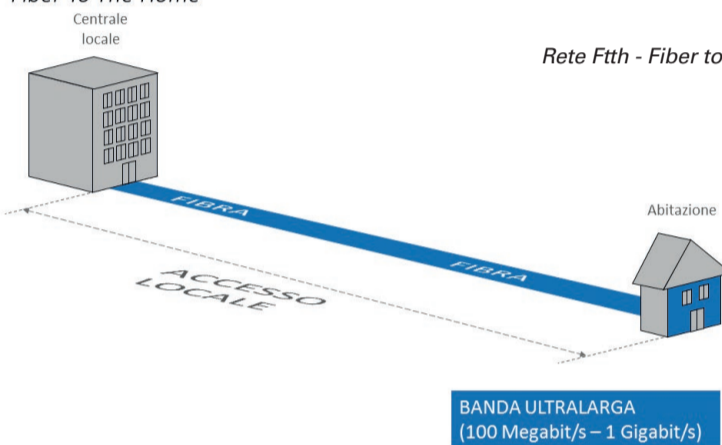 Fiber To The Home
Centrale
locale
Rete Ftth - Fiber to
Abitazione
FIBRA
FIBRA
ACCESSO
LOCALE
BANDA ULTRALARGA
(100 Megabit/s – 1 Gigabit/s)